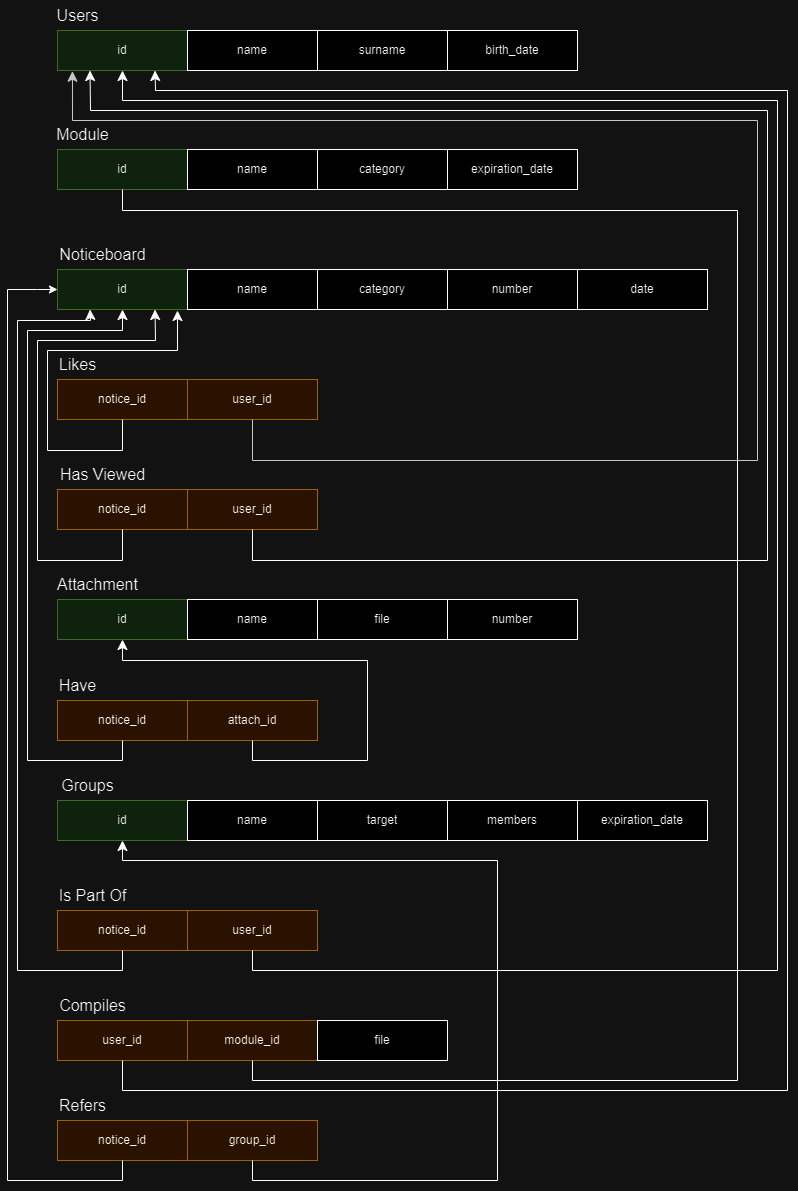 Users
id name surname birth_date
Module
id name category expiration_date
Noticeboard
id name category number date
Likes
notice_id user_id
Has Viewed
notice_id user_id
Attachment
id name file number
Have
notice_id attach_id
Groups
id name target members expiration_date
Is Part Of
notice_id user_id
Compiles
user_id module_id file
Refers
notice_id group_id